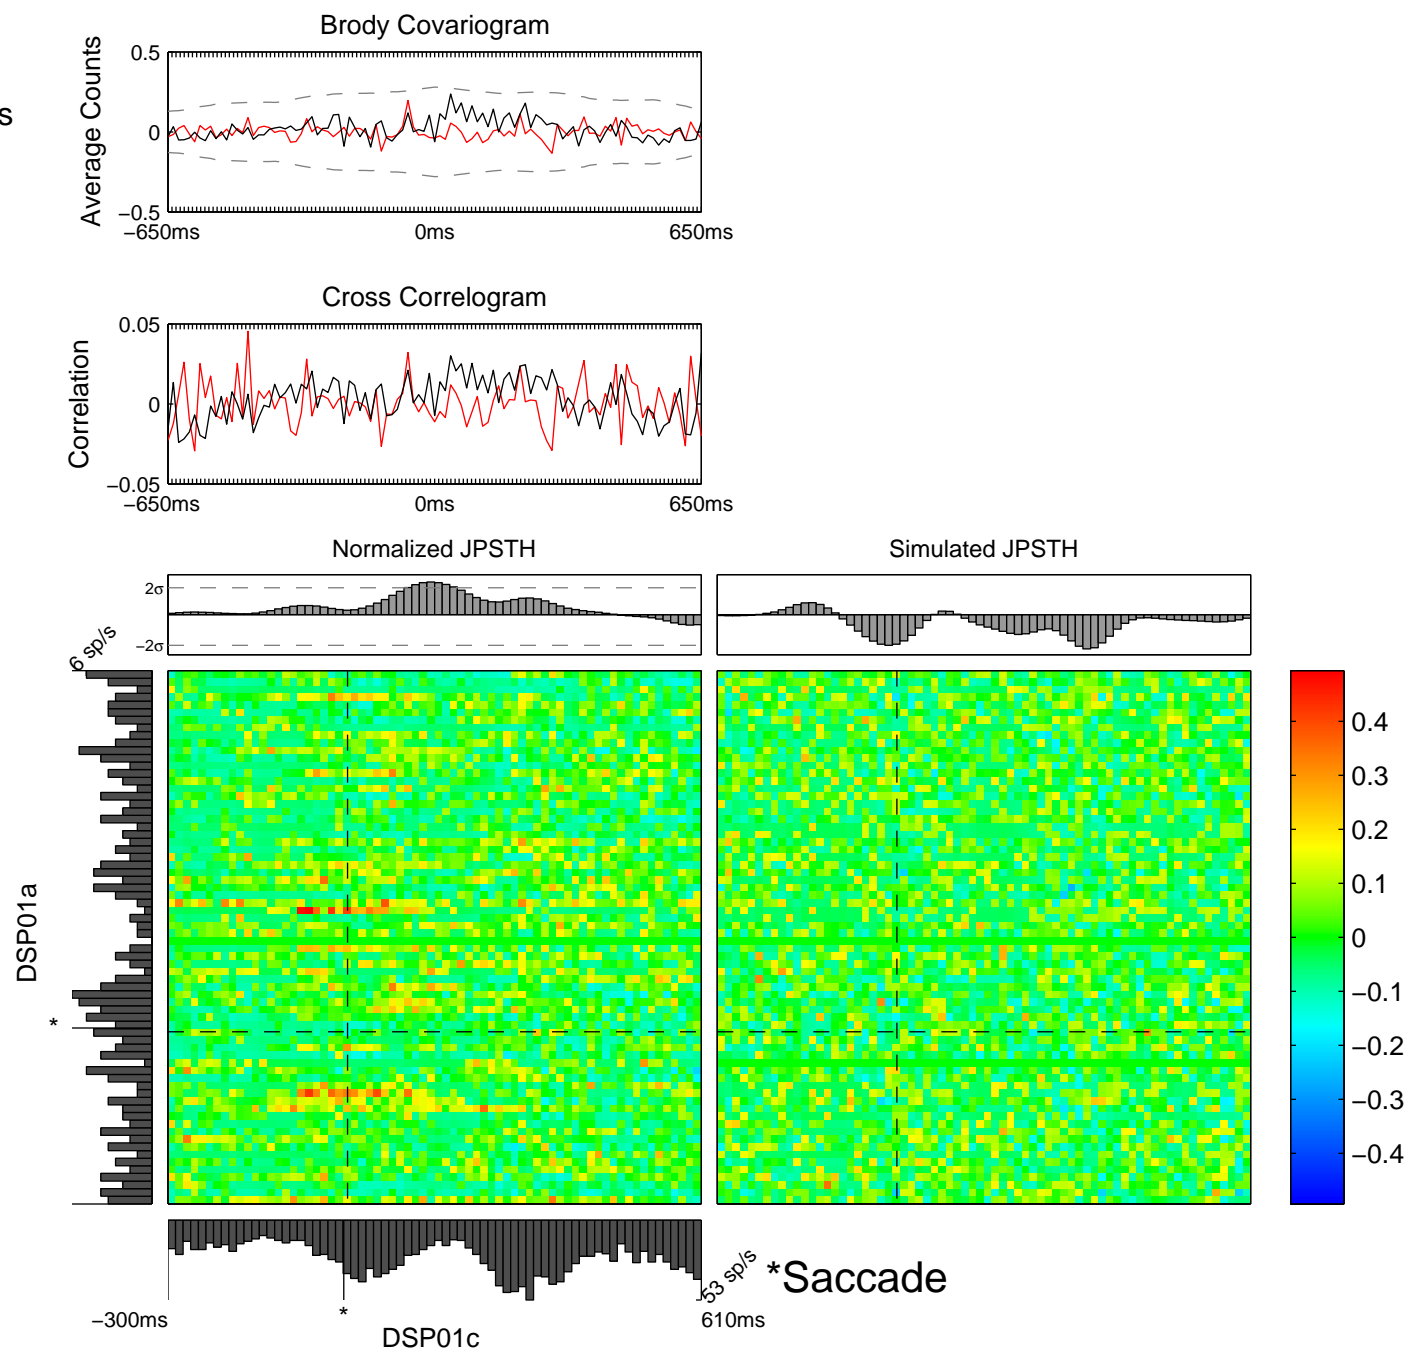 Brody Covariogram
s
Average Counts
0.5
0
−0.5
−650ms
0ms
650ms
Cross Correlogram
Correlation
0.05
0
−0.05
−650ms
0ms
650ms
Normalized JPSTH
Simulated JPSTH
2σ
−2σ
6 sp/s
DSP01a
*
0.4
0.3
0.2
0.1
0
−0.1
−0.2
−0.3
−0.4
53 sp/s
*Saccade
*
−300ms
610ms
DSP01c